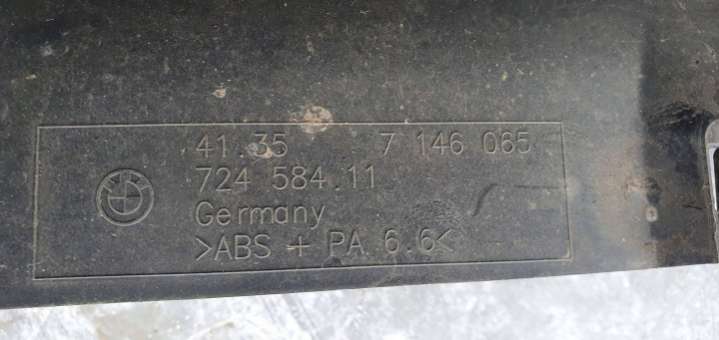 41.35 7 146 065
724 584.11
Germany
>ABS + PA 6.6<